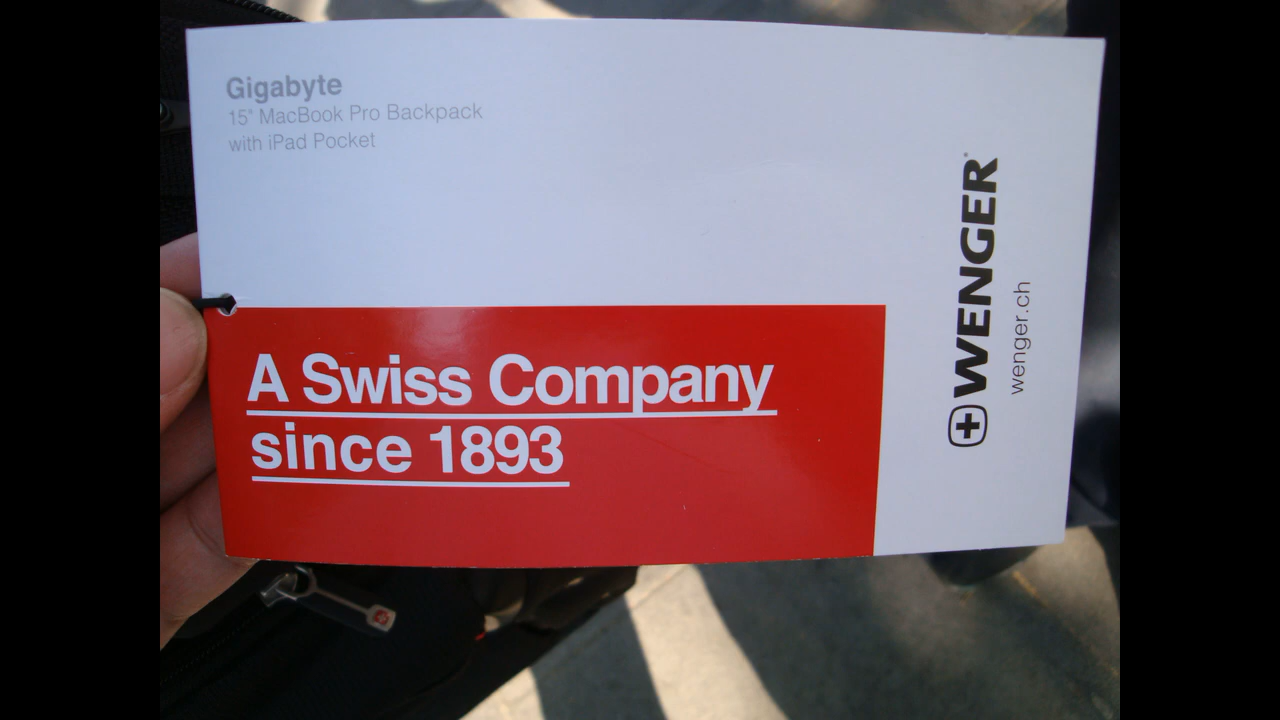 Gigabyte
15" MacBook Pro Backpack
with iPad Pocket
A Swiss Company
since 1893
WENGER
wenger.ch